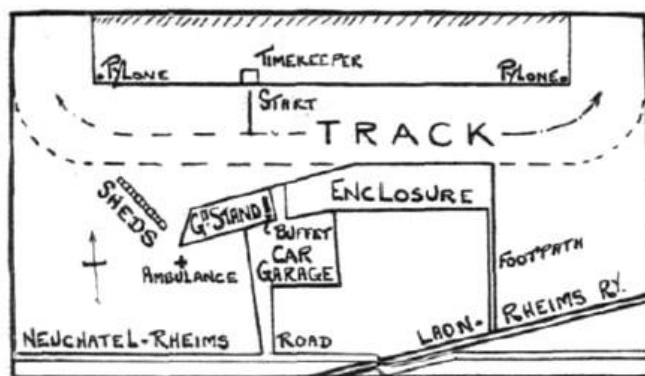 PYLONE
TIMEKEEPER
PYLONE
START
TRACK
SHEDS
GD. STAND
ENCLOSURE
BUFFET
CAR
GARAGE
AMBULANCE
FOOTPATH
NEUCHATEL-RHEIMS ROAD
LAON-RHEIMS RY.